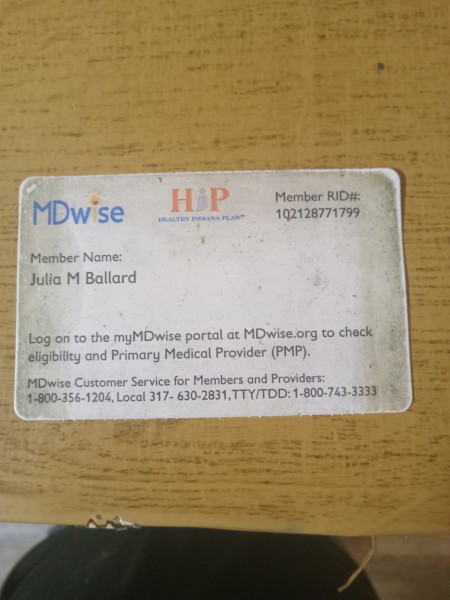 MDwise
HIP
HEALTHY INDIANA PLAN
Member RID#:
102128771799
Member Name:
Julia M Ballard
Log on to the myMDwise portal at MDwise.org to check
eligibility and Primary Medical Provider (PMP).
MDwise Customer Service for Members and Providers:
1-800-356-1204, Local 317- 630-2831, TTY/TDD: 1-800-743-3333